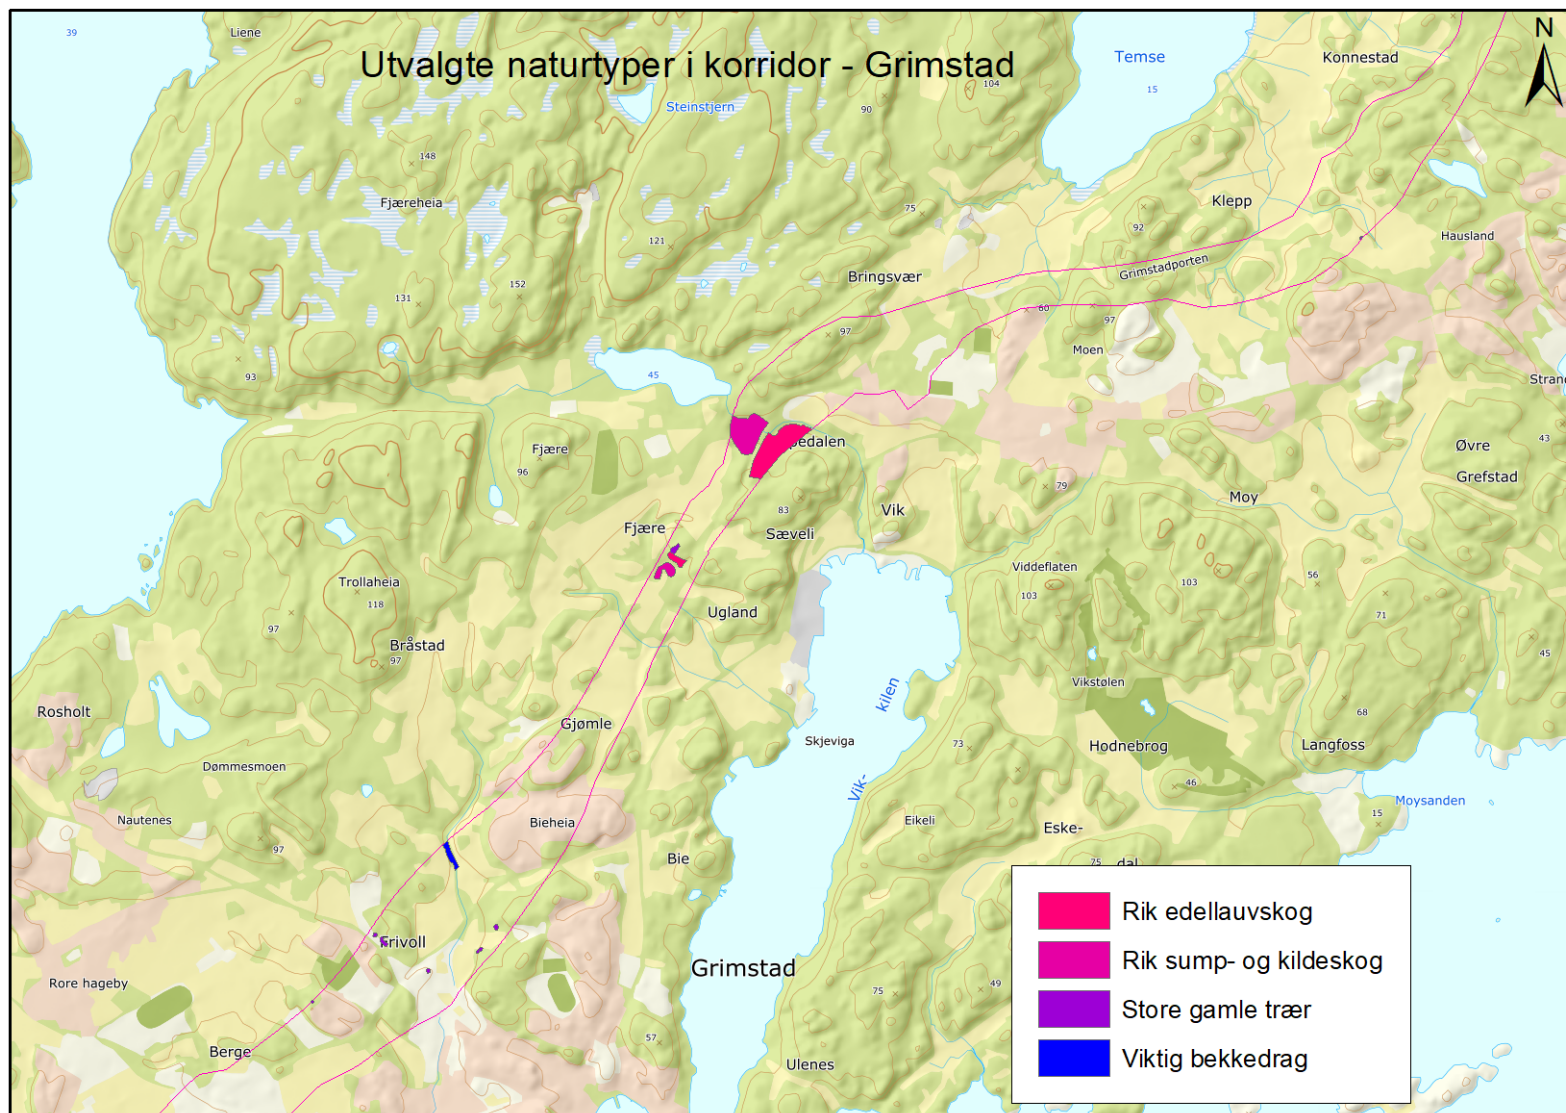 39
Liene
Utvalgte naturtyper i korridor - Grimstad
Temse
15
Konnestad
N
104
90
Steinstjern
148
Fjæreheia
75
Klepp
92
121
Hausland
Bringsvær
Grimstadporten
152
131
60
97
97
Moen
93
45
Strand
43
Øvre
Grefstad
Fjære
96
pedalen
79
Moy
83
Vik
Fjære
Sæveli
Trollaheia
118
Viddeflaten
103
103
56
71
97
Ugland
Bråstad
97
45
Vikstølen
kilen
68
Rosholt
Gjømle
Skjeviga
73
Hodnebrog
Langfoss
Dømmesmoen
46
Vik-
Moysanden
15
Nautenes
Bieheia
Eikeli
Eske-
97
Bie
75
dal
Rik edellauvskog
Frivoll
Grimstad
Rik sump- og kildeskog
Rore hageby
75
49
Store gamle trær
57
Berge
Ulenes
Viktig bekkedrag